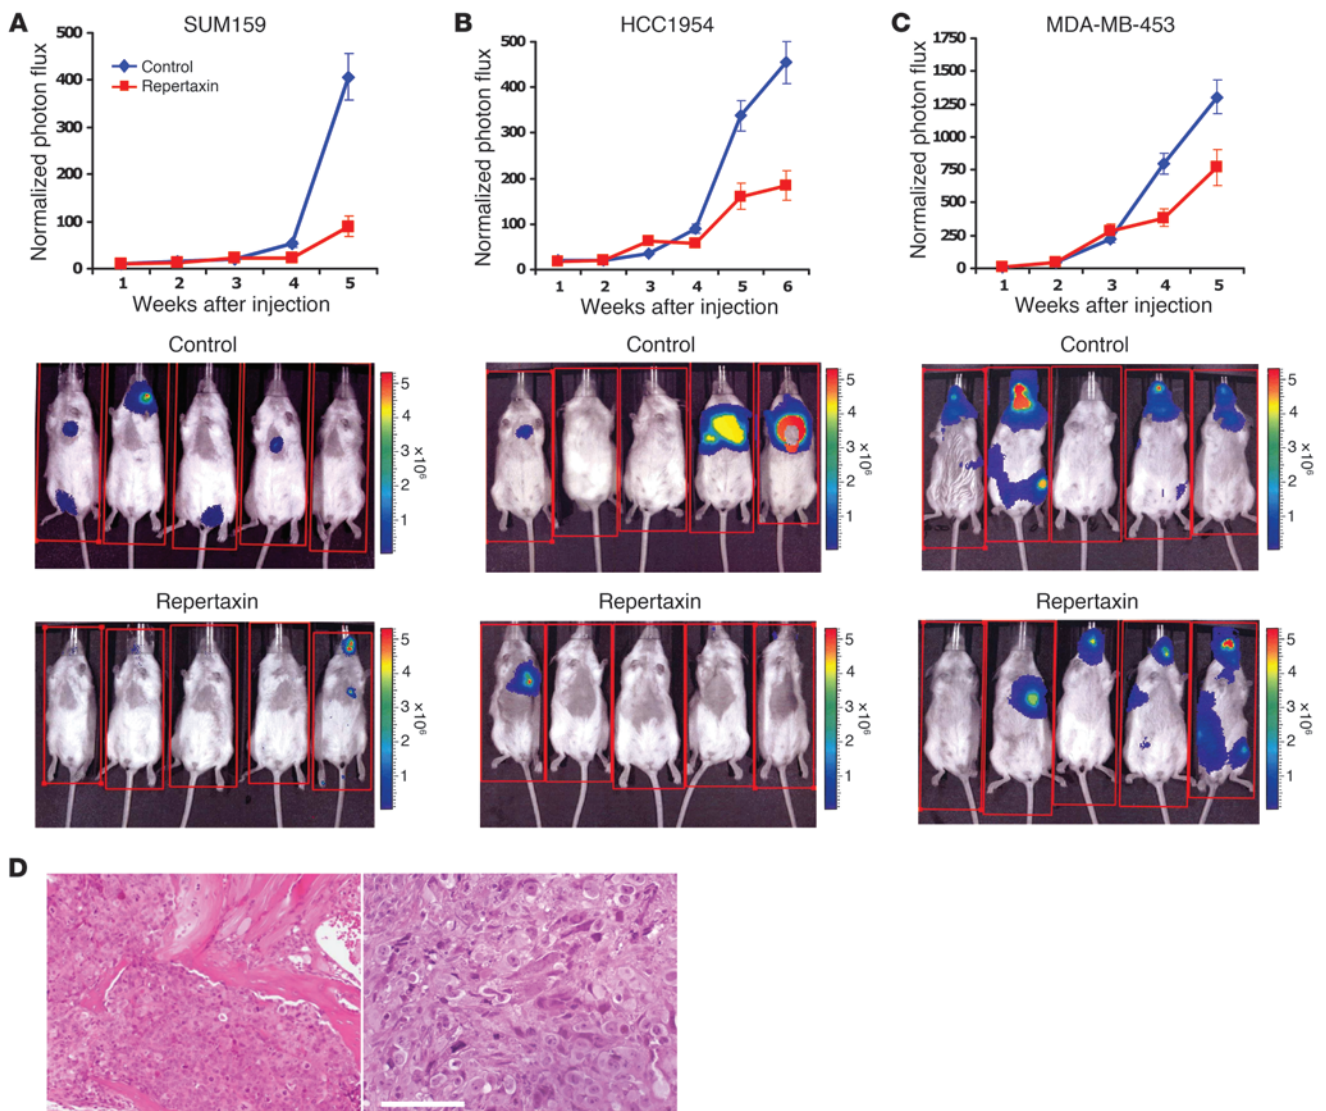 A
SUM159
Normalized photon flux
500
400
300
200
100
0
Control
Repertaxin
1 2 3 4 5
Weeks after injection
B
HCC1954
Normalized photon flux
500
400
300
200
100
0
1 2 3 4 5 6
Weeks after injection
C
MDA-MB-453
Normalized photon flux
1750
1500
1250
1000
750
500
250
0
1 2 3 4 5
Weeks after injection
Control
5
4
3
2
1
×10⁶
Control
5
4
3
2
1
×10⁶
Control
5
4
3
2
1
×10⁶
Repertaxin
5
4
3
2
1
×10⁶
Repertaxin
5
4
3
2
1
×10⁶
Repertaxin
5
4
3
2
1
×10⁶
D